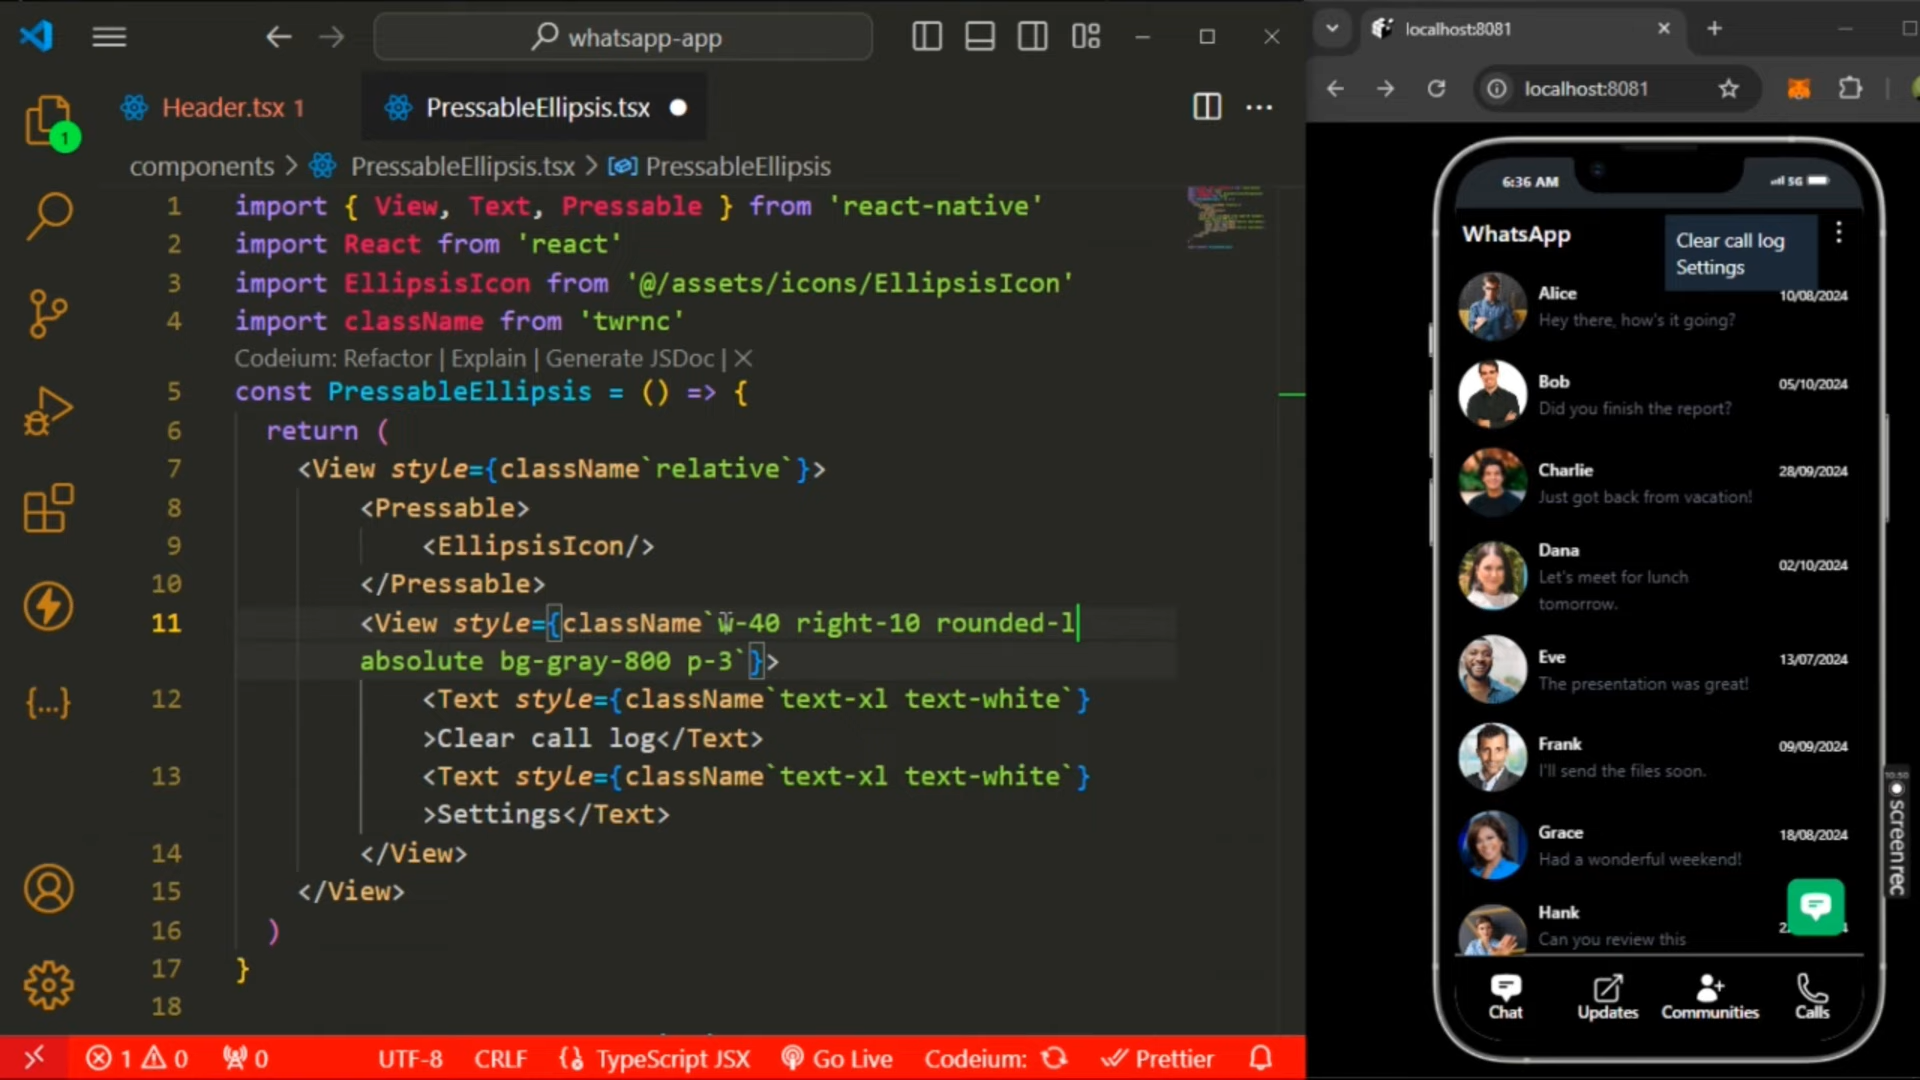 whatsapp-app
Header.tsx 1
PressableEllipsis.tsx
components > PressableEllipsis.tsx > PressableEllipsis
1 import { View, Text, Pressable } from 'react-native'
2 import React from 'react'
3 import EllipsisIcon from '@/assets/icons/EllipsisIcon'
4 import className from 'twrnc'
Codeium: Refactor | Explain | Generate JSDoc | ×
5 const PressableEllipsis = () => {
6 return (
7 <View style={className`relative`}>
8 <Pressable>
9 <EllipsisIcon/>
10 </Pressable>
11 <View style={className`w-40 right-10 rounded-l
absolute bg-gray-800 p-3`}>
12 <Text style={className`text-xl text-white`}
>Clear call log</Text>
13 <Text style={className`text-xl text-white`}
>Settings</Text>
14 </View>
15 </View>
16 )
17 }
18
1 0 0 UTF-8 CRLF {} TypeScript JSX Go Live Codeium: Prettier
1
localhost:8081
localhost:8081
6:36 AM 5G
WhatsApp
Clear call log
Settings
Alice 10/08/2024
Hey there, how's it going?
Bob 05/10/2024
Did you finish the report?
Charlie 28/09/2024
Just got back from vacation!
Dana 02/10/2024
Let's meet for lunch
tomorrow.
Eve 13/07/2024
The presentation was great!
Frank 09/09/2024
I'll send the files soon.
Grace 18/08/2024
Had a wonderful weekend!
Hank
Can you review this
Chat Updates Communities Calls
10:50
screenrec